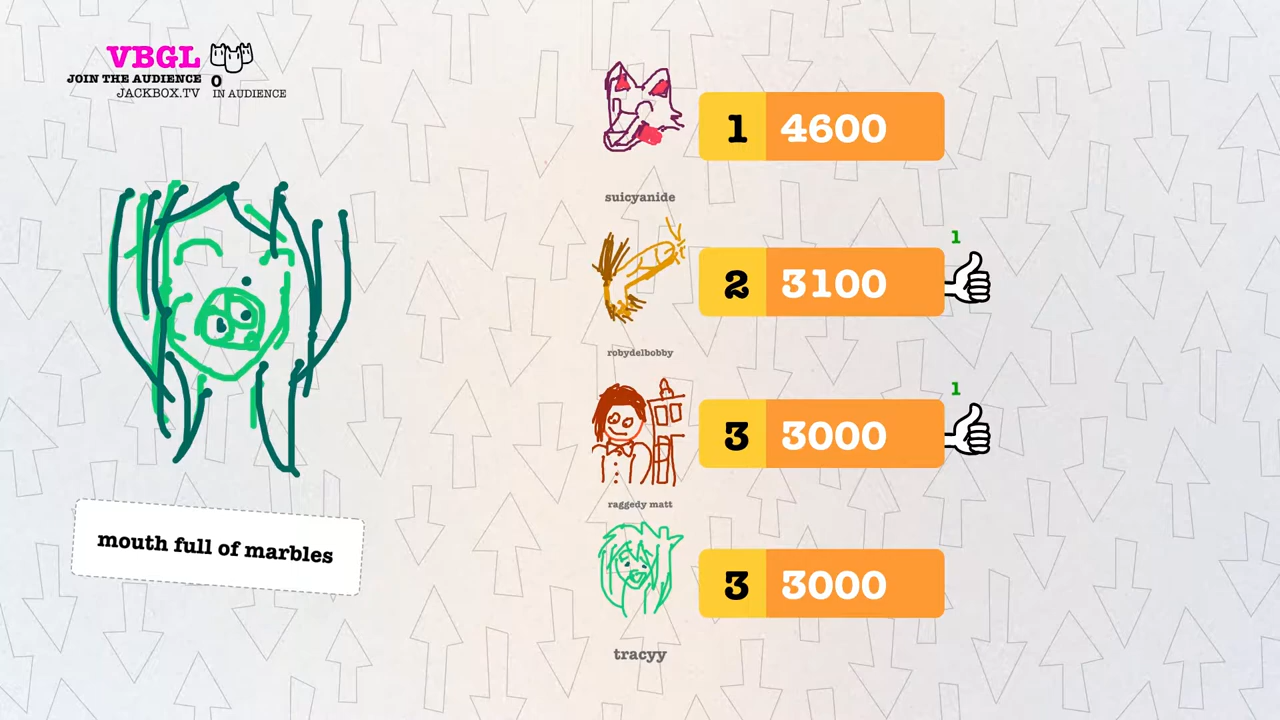 VBGL
JOIN THE AUDIENCE 0
JACKBOX.TV IN AUDIENCE
mouth full of marbles
1 4600
suicyanide
1
2 3100
robydelbobby
1
3 3000
raggedy matt
3 3000
tracyy